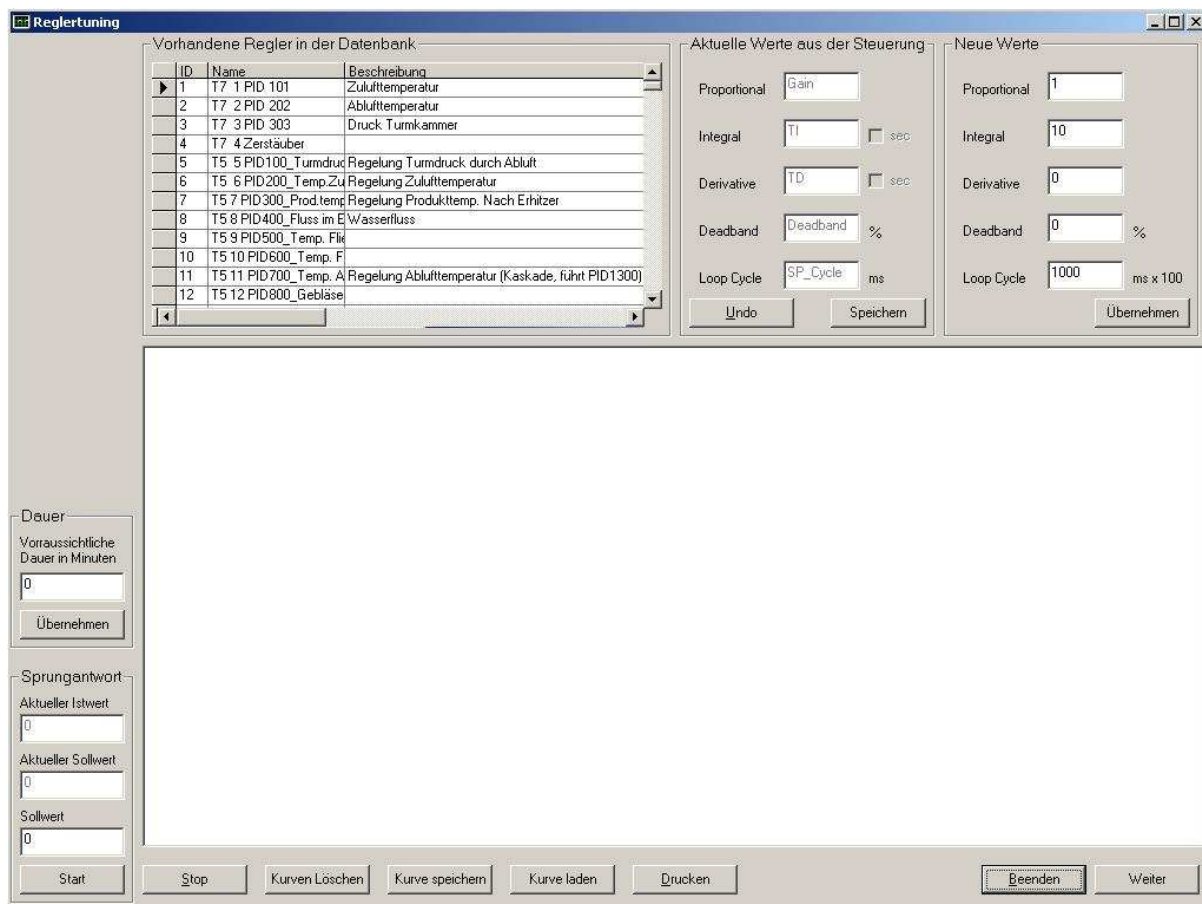 Reglertuning
Vorhandene Regler in der Datenbank
ID Name Beschreibung
1 T7 1 PID 101 Zulufttemperatur
2 T7 2 PID 202 Ablufttemperatur
3 T7 3 PID 303 Druck Turmkammer
4 T7 4 Zerstäuber
5 T5 5 PID100_Turmdruc Regelung Turmdruck durch Abluft
6 T5 6 PID200_Temp.Zu Regelung Zulufttemperatur
7 T5 7 PID300_Prod.temp Regelung Produkttemp. Nach Erhitzer
8 T5 8 PID400_Fluss im E Wasserfluss
9 T5 9 PID500_Temp. Flie
10 T5 10 PID600_Temp. F
11 T5 11 PID700_Temp. A Regelung Ablufttemperatur (Kaskade, führt PID1300)
12 T5 12 PID800_Gebläse
Aktuelle Werte aus der Steuerung
Proportional Gain
Integral TI sec
Derivative TD sec
Deadband Deadband %
Loop Cycle SP_Cycle ms
Undo Speichern
Neue Werte
Proportional 1
Integral 10
Derivative 0
Deadband 0 %
Loop Cycle 1000 ms x 100
Übernehmen
Dauer
Vorraussichtliche
Dauer in Minuten
0
Übernehmen
Sprungantwort
Aktueller Istwert
0
Aktueller Sollwert
0
Sollwert
0
Start Stop Kurven Löschen Kurve speichern Kurve laden Drucken Beenden Weiter